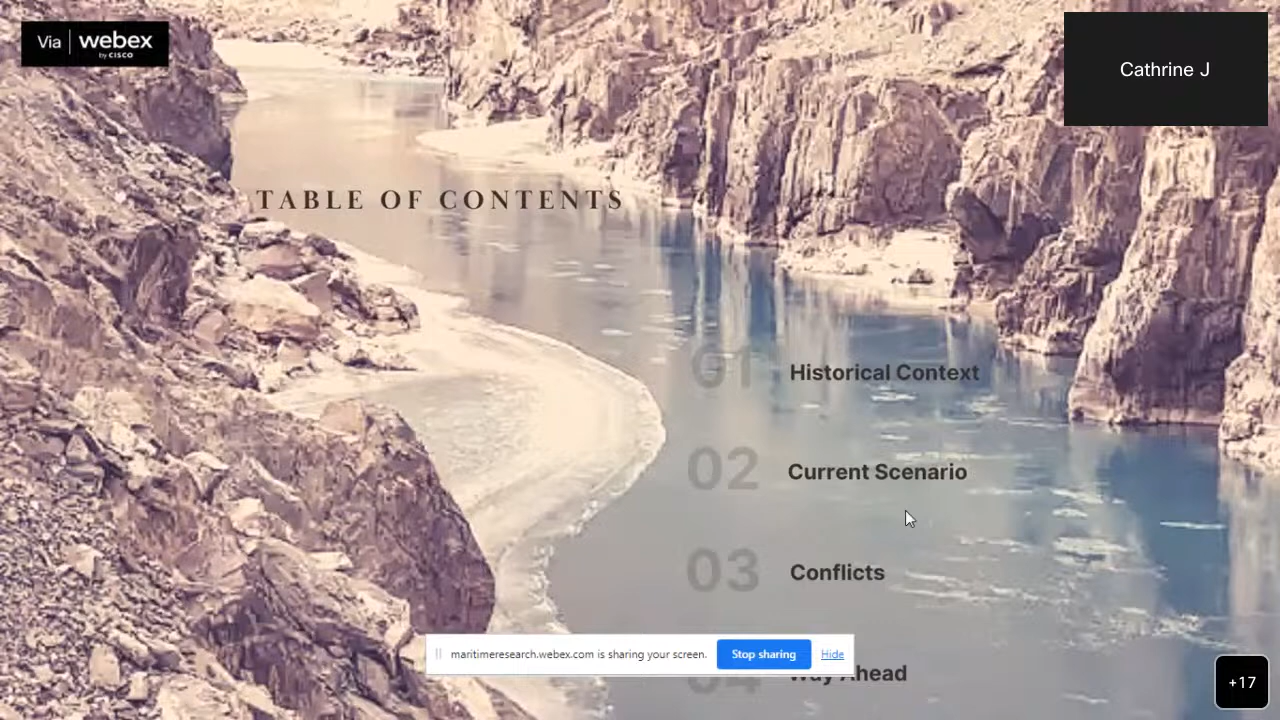 Via webex
by CISCO
Cathrine J
TABLE OF CONTENTS
01 Historical Context
02 Current Scenario
03 Conflicts
maritimeresearch.webex.com is sharing your screen. Stop sharing Hide
04 Way Ahead
+17